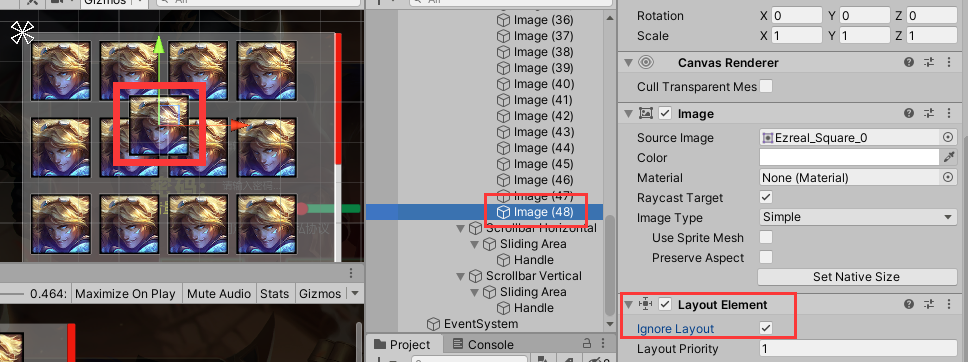 Gizmos
All
All
0.464:
Maximize On Play
Mute Audio
Stats
Gizmos
Image (36)
Image (37)
Image (38)
Image (39)
Image (40)
Image (41)
Image (42)
Image (43)
Image (44)
Image (45)
Image (46)
Image (47)
Image (48)
Scrollbar Horizontal
Sliding Area
Handle
Scrollbar Vertical
Sliding Area
Handle
EventSystem
Project
Console
Rotation X 0 Y 0 Z 0
Scale X 1 Y 1 Z 1
Canvas Renderer
Cull Transparent Mes
Image
Source Image Ezreal_Square_0
Color
Material None (Material)
Raycast Target
Image Type Simple
Use Sprite Mesh
Preserve Aspect
Set Native Size
Layout Element
Ignore Layout
Layout Priority 1